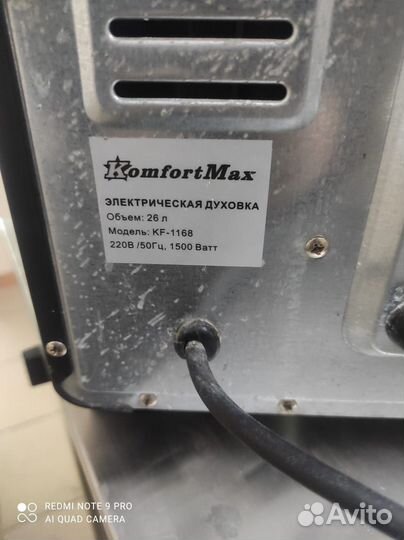 KomfortMax
ЭЛЕКТРИЧЕСКАЯ ДУХОВКА
Объем: 26 л
Модель: KF-1168
220В /50Гц, 1500 Ватт
REDMI NOTE 9 PRO
AI QUAD CAMERA
Avito